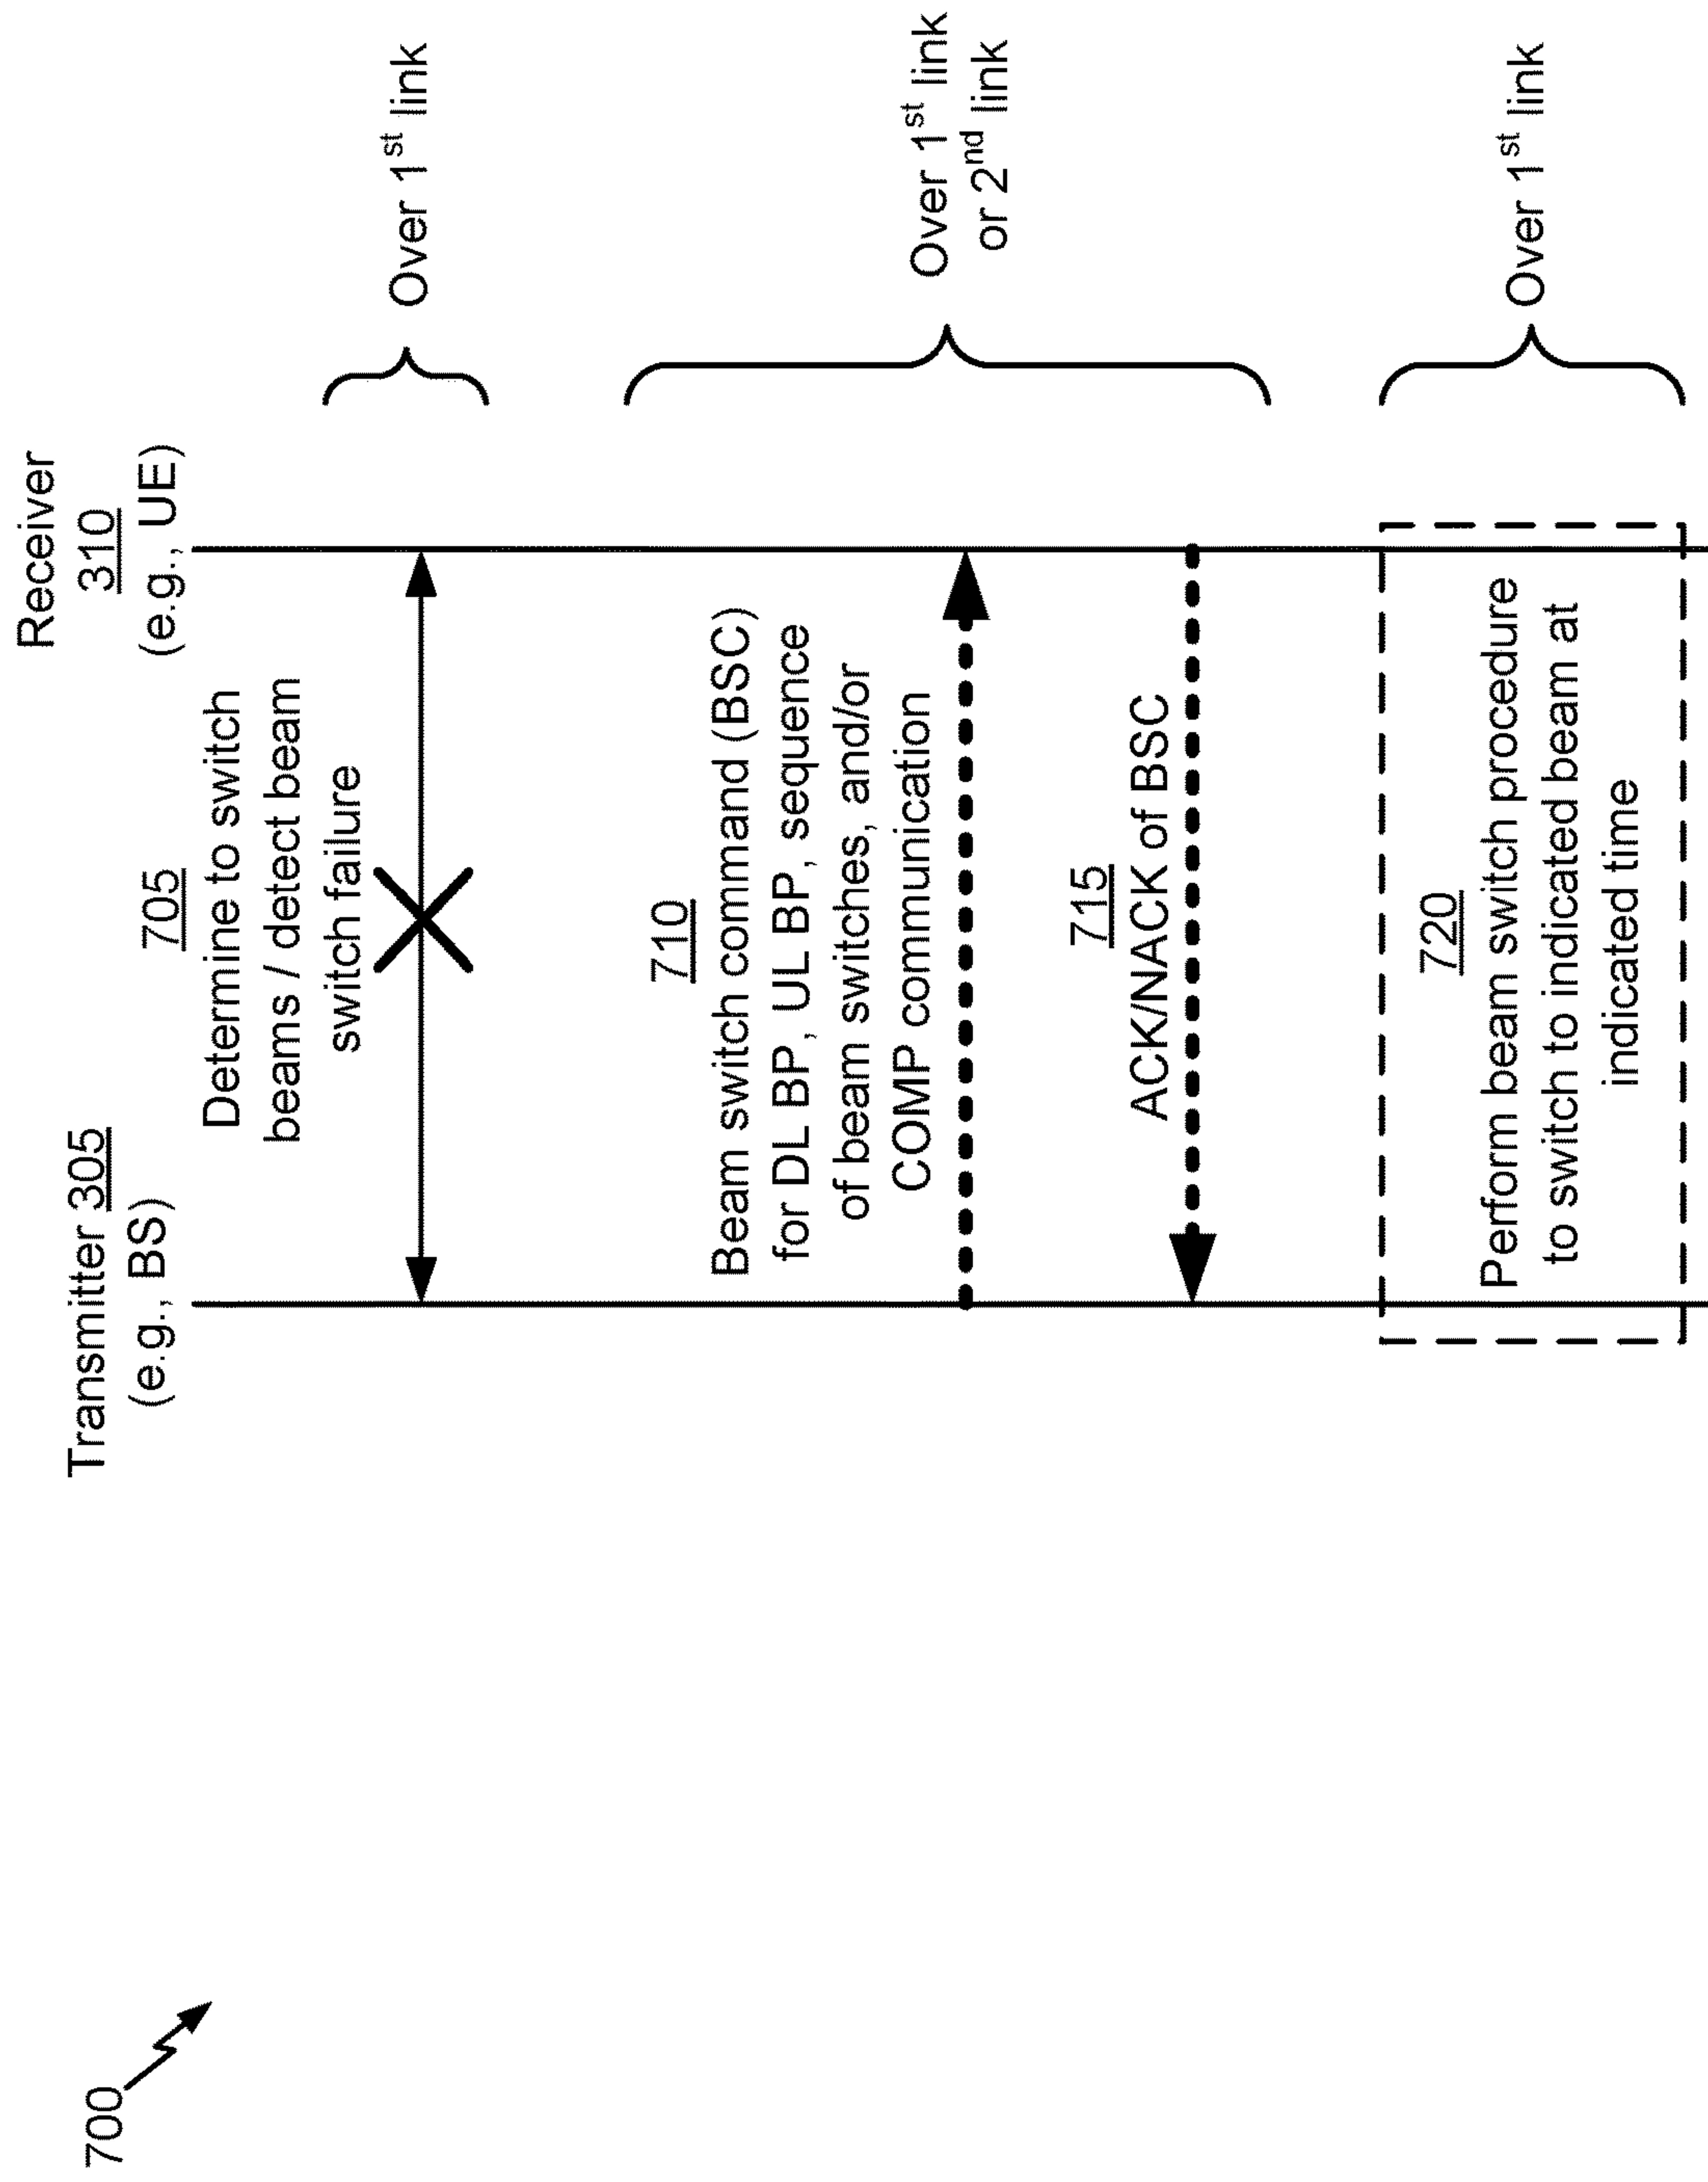 700
Transmitter 305
(e.g., BS)
Receiver
310
(e.g., UE)
705
Determine to switch
beams / detect beam
switch failure
Over 1st link
710
Beam switch command (BSC)
for DL BP, UL BP, sequence
of beam switches, and/or
COMP communication
Over 1st link
or 2nd link
715
ACK/NACK of BSC
720
Perform beam switch procedure
to switch to indicated beam at
indicated time
Over 1st link